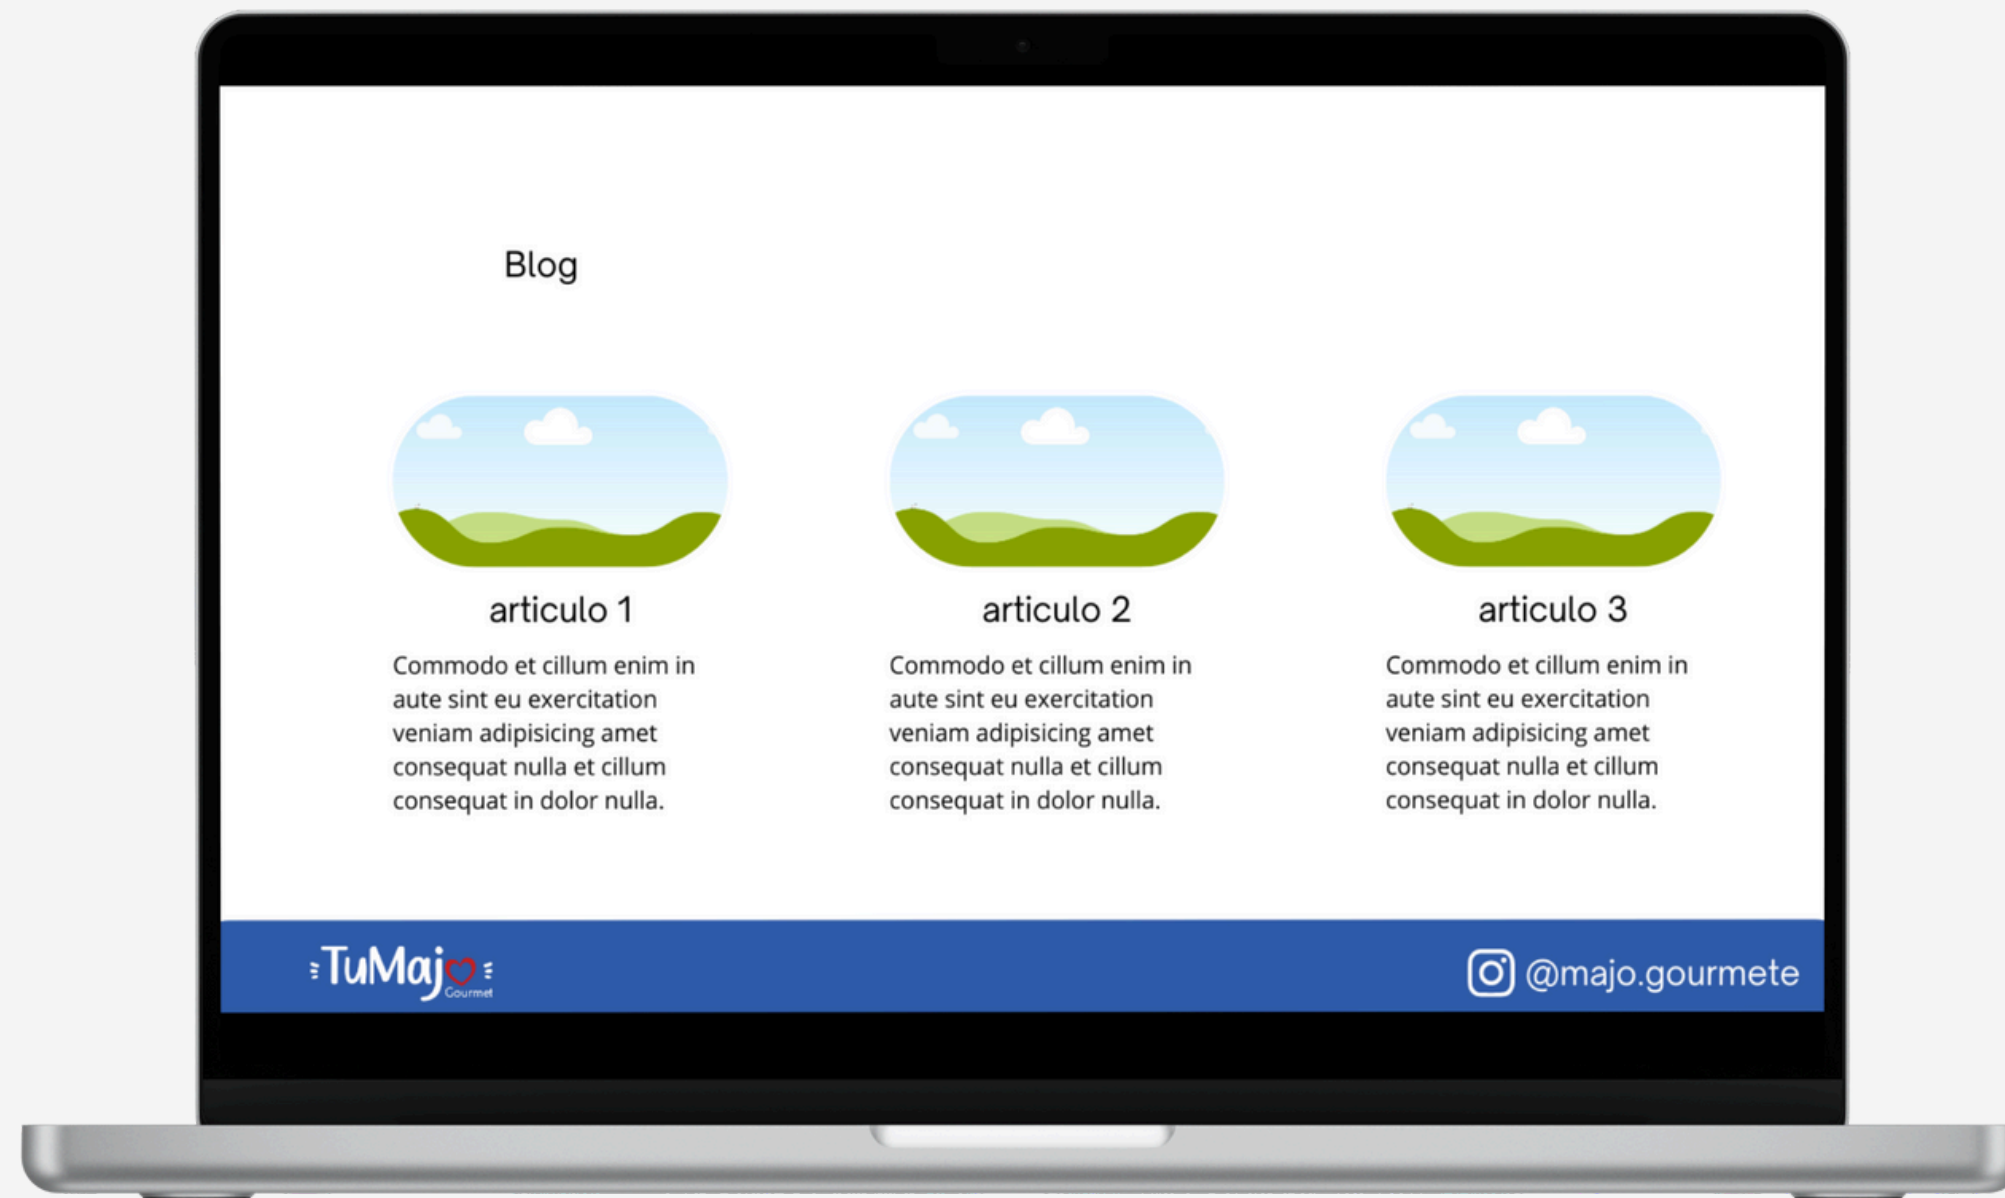 Blog
articulo 1
Commodo et cillum enim in
aute sint eu exercitation
veniam adipisicing amet
consequat nulla et cillum
consequat in dolor nulla.
articulo 2
Commodo et cillum enim in
aute sint eu exercitation
veniam adipisicing amet
consequat nulla et cillum
consequat in dolor nulla.
articulo 3
Commodo et cillum enim in
aute sint eu exercitation
veniam adipisicing amet
consequat nulla et cillum
consequat in dolor nulla.
TuMajo
Gourmet
@majo.gourmete